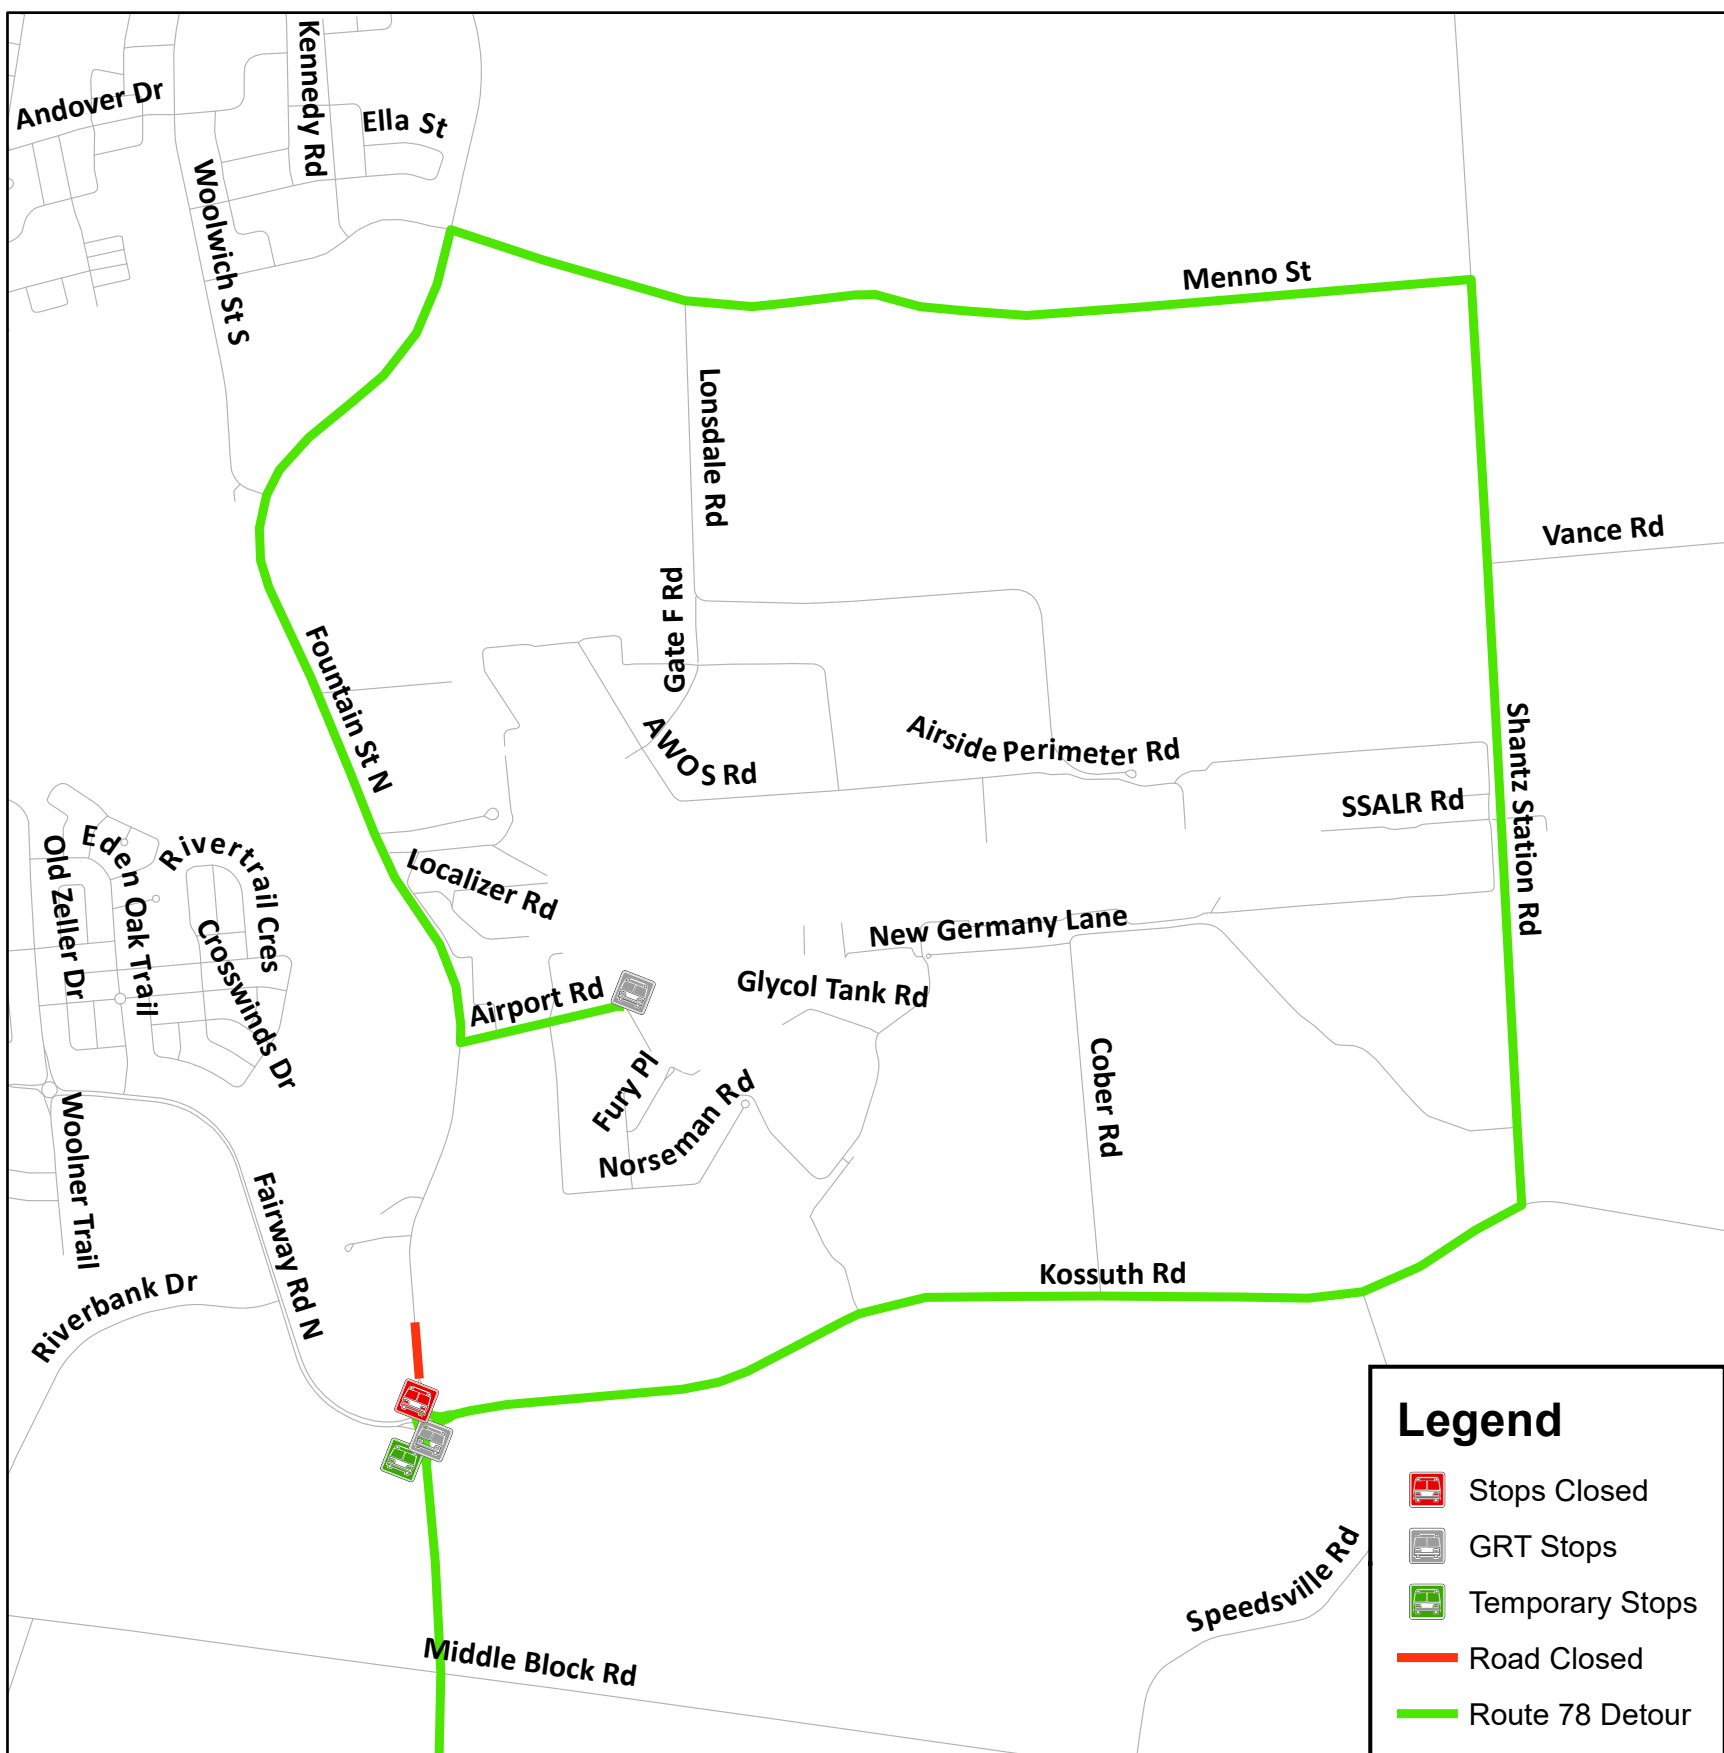 Kennedy Rd
Andover Dr
Ella St
Woolwich St S
Menno St
Lonsdale Rd
Vance Rd
Gate F Rd
Fountain St N
AWOS Rd
Airside Perimeter Rd
Shantz Station Rd
SSALR Rd
Old Zeller Dr
Eden Oak Trail
Rivertrail Cres
Crosswinds Dr
Localizer Rd
New Germany Lane
Airport Rd
Glycol Tank Rd
Fury Pl
Norseman Rd
Cober Rd
Woolner Trail
Fairway Rd N
Riverbank Dr
Kossuth Rd
Speedsville Rd
Middle Block Rd
Legend
Stops Closed
GRT Stops
Temporary Stops
Road Closed
Route 78 Detour